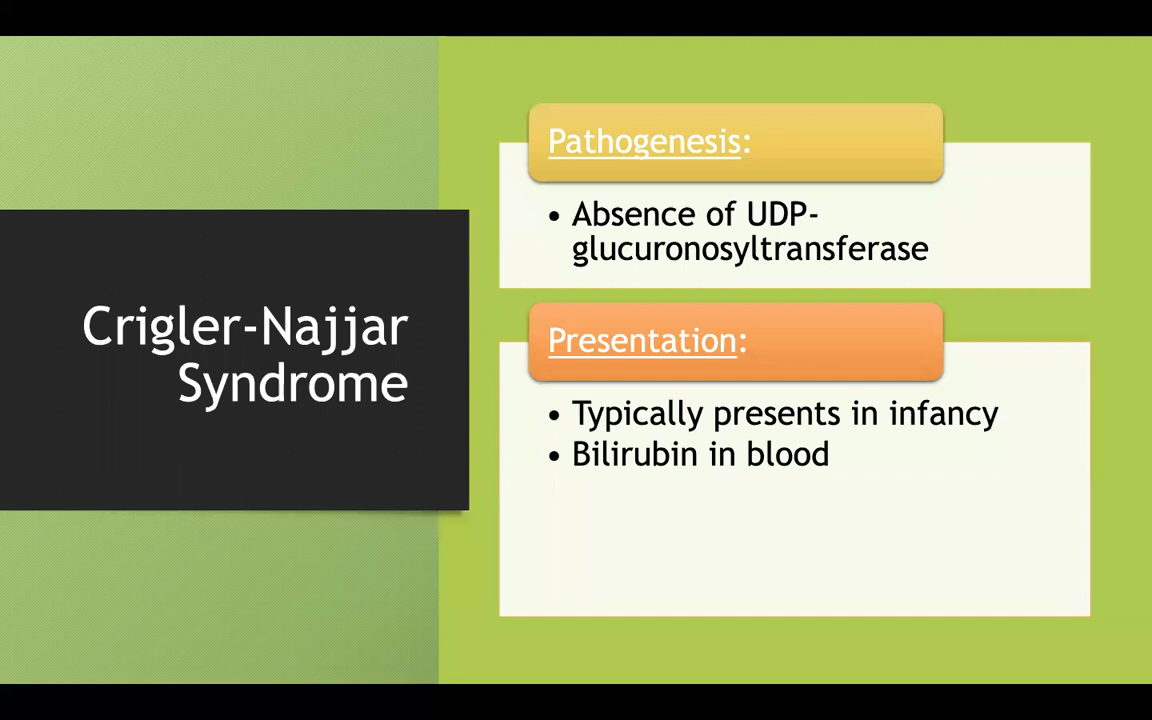 Crigler-Najjar
Syndrome
Pathogenesis:
• Absence of UDP-
glucuronosyltransferase
Presentation:
• Typically presents in infancy
• Bilirubin in blood